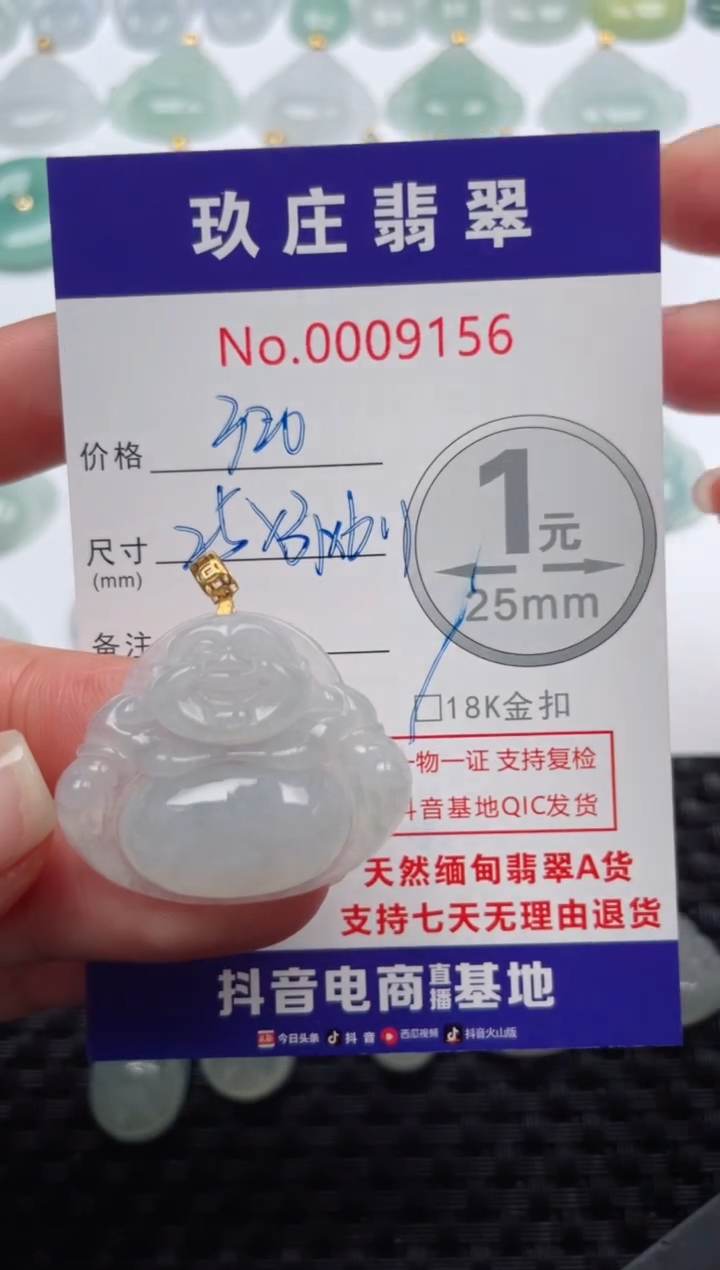 玖庄翡翠
No.0009156
价格 320
尺寸
(mm)
备注
1元
25mm
18K金扣
物一证 支持复检
音基地QIC发货
天然缅甸翡翠A货
支持七天无理由退货
抖音电商直播基地
今日头条 抖音 西瓜视频 抖音火山版